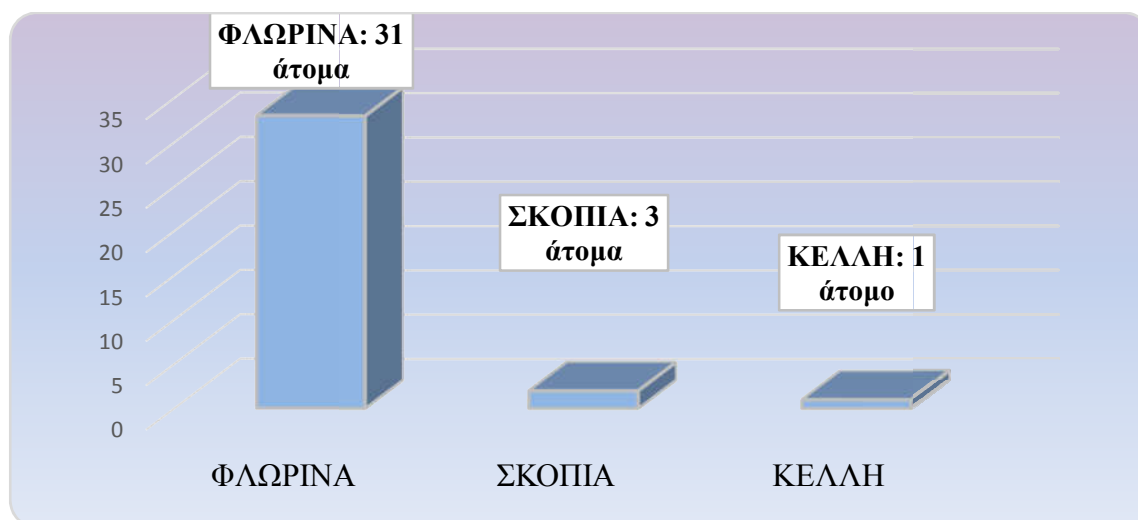 ΦΛΩΡΙΝΑ: 31
άτομα
35
30
25
20
15
10
5
0
ΣΚΟΠΙΑ: 3
άτομα
ΚΕΛΛΗ: 1
άτομο
ΦΛΩΡΙΝΑ
ΣΚΟΠΙΑ
ΚΕΛΛΗ